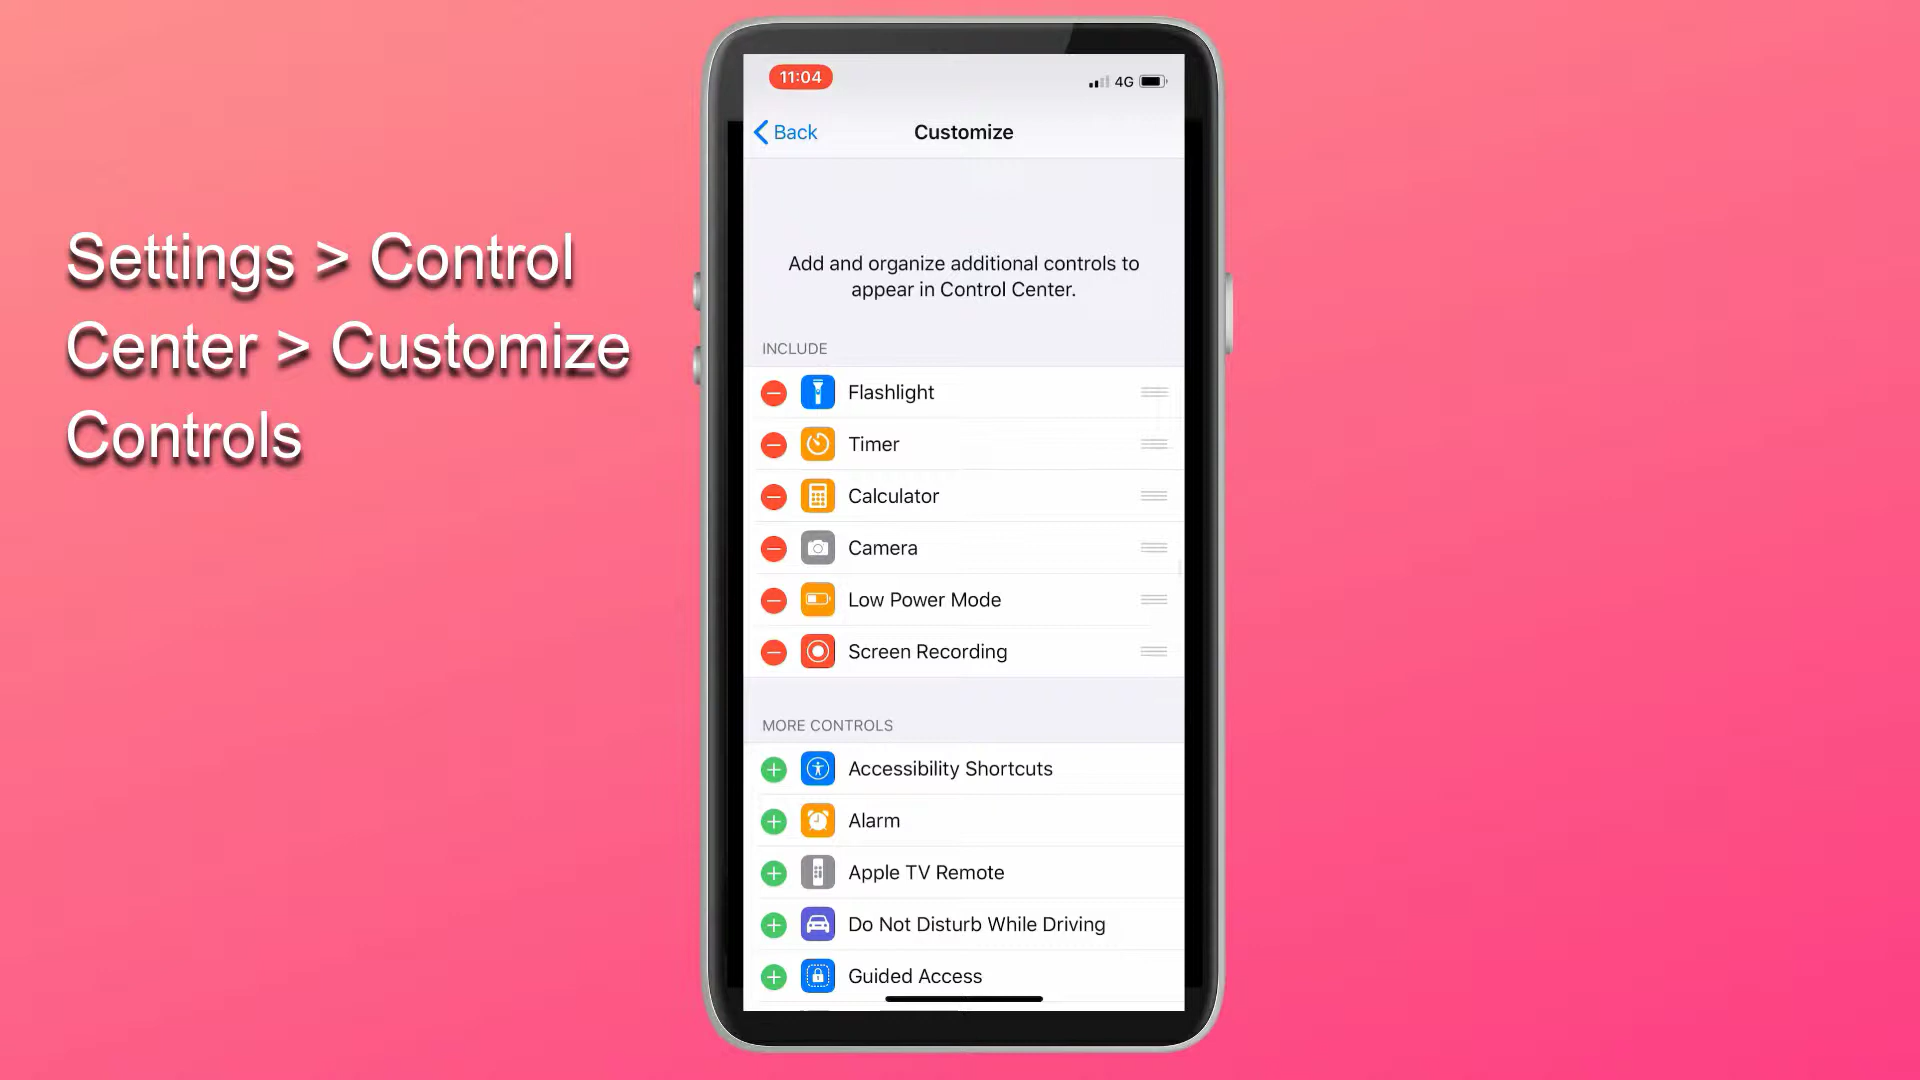 Settings > Control
Center > Customize
Controls
11:04
4G
Back
Customize
Add and organize additional controls to
appear in Control Center.
INCLUDE
Flashlight
Timer
Calculator
Camera
Low Power Mode
Screen Recording
MORE CONTROLS
Accessibility Shortcuts
Alarm
Apple TV Remote
Do Not Disturb While Driving
Guided Access